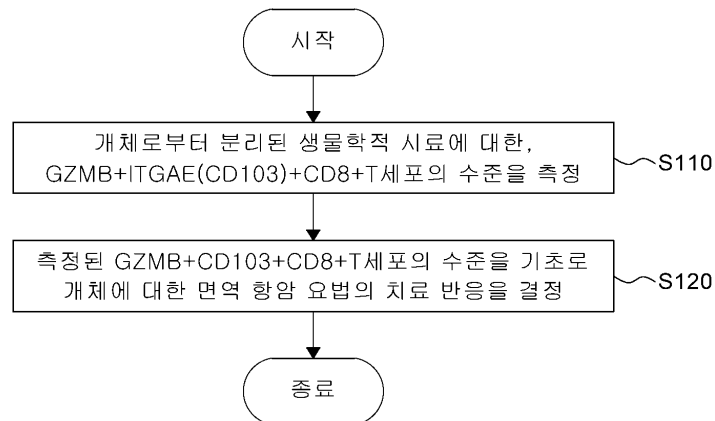 시작
개체로부터 분리된 생물학적 시료에 대한,
GZMB+ITGAE(CD103)+CD8+T세포의 수준을 측정
S110
측정된 GZMB+CD103+CD8+T세포의 수준을 기초로
개체에 대한 면역 항암 요법의 치료 반응을 결정
S120
종료